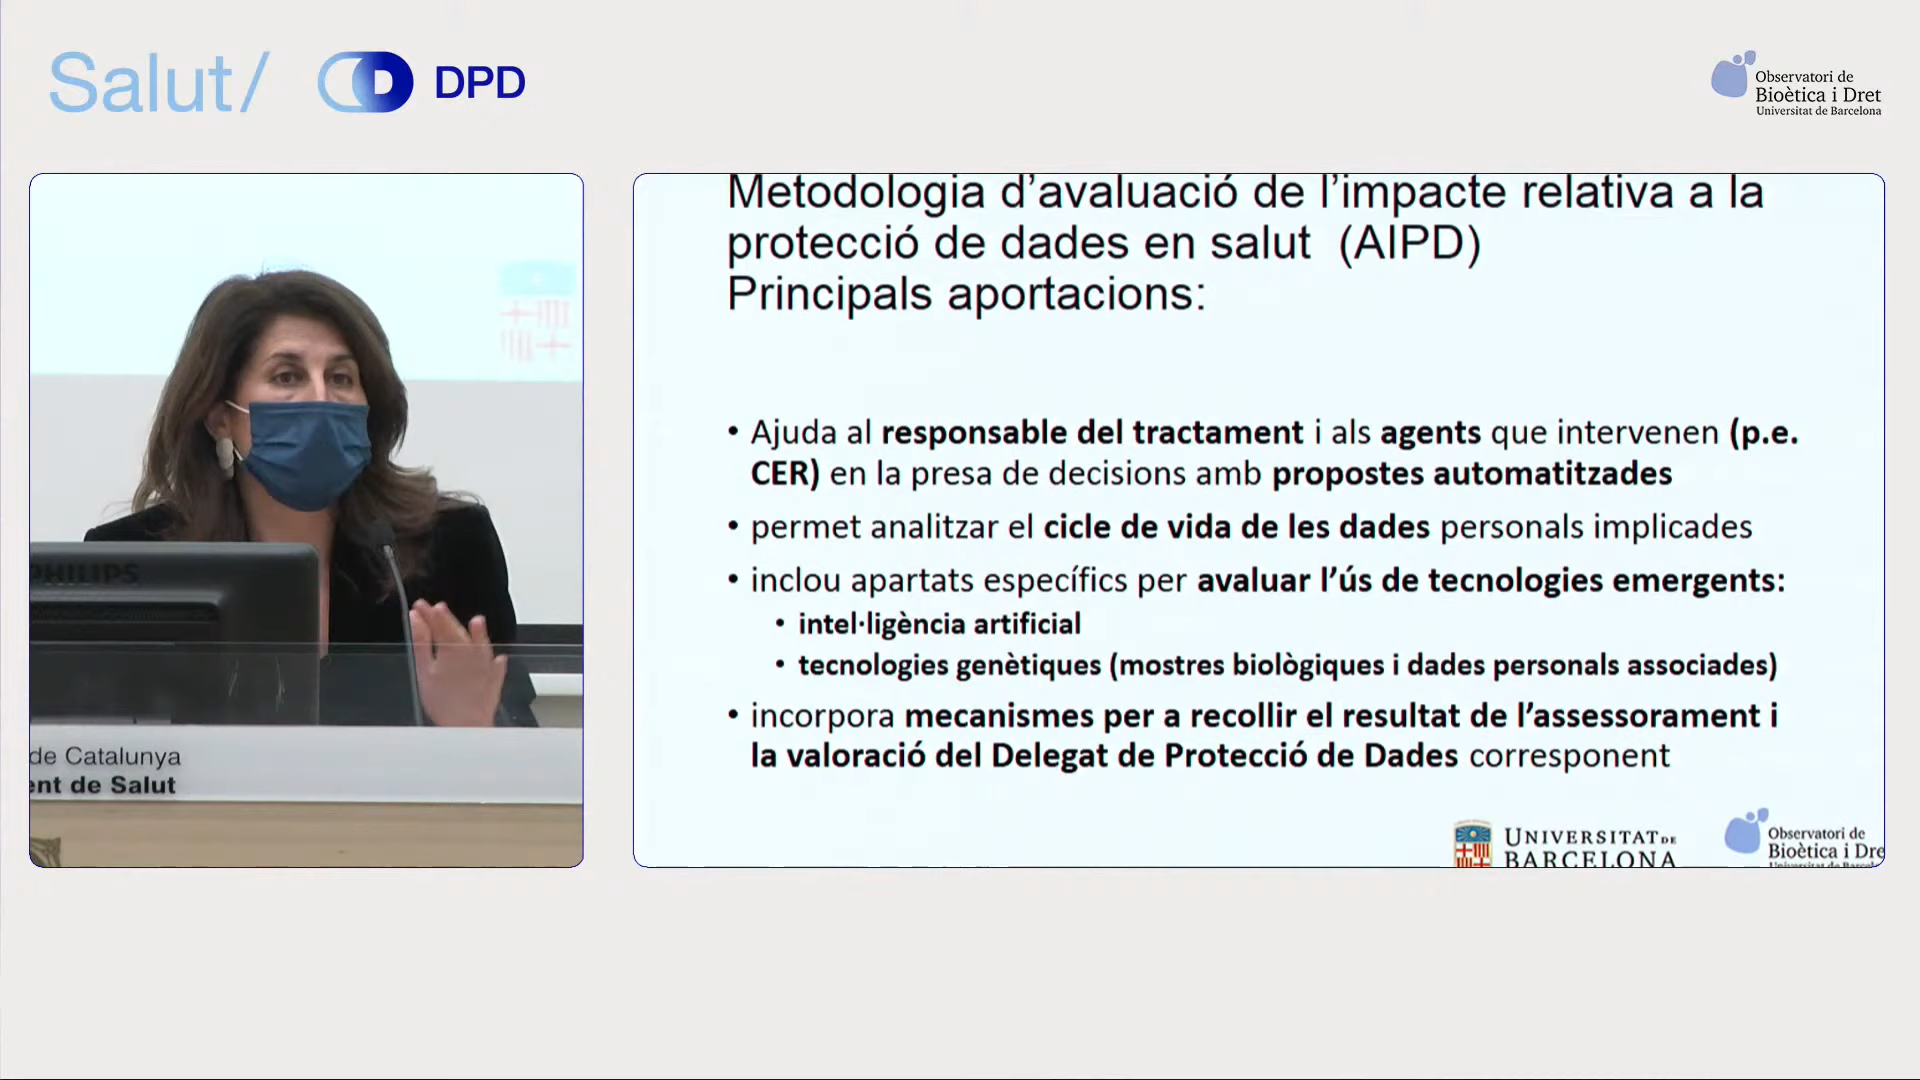 Salut/ DPD
Observatori de
Bioètica i Dret
Universitat de Barcelona
PHILIPS
de Catalunya
ent de Salut
Metodologia d’avaluació de l’impacte relativa a la
protecció de dades en salut (AIPD)
Principals aportacions:
• Ajuda al responsable del tractament i als agents que intervenen (p.e.
CER) en la presa de decisions amb propostes automatitzades
• permet analitzar el cicle de vida de les dades personals implicades
• inclou apartats específics per avaluar l’ús de tecnologies emergents:
• intel·ligència artificial
• tecnologies genètiques (mostres biològiques i dades personals associades)
• incorpora mecanismes per a recollir el resultat de l’assessorament i
la valoració del Delegat de Protecció de Dades corresponent
UNIVERSITAT DE
BARCELONA
Observatori de
Bioètica i Dre